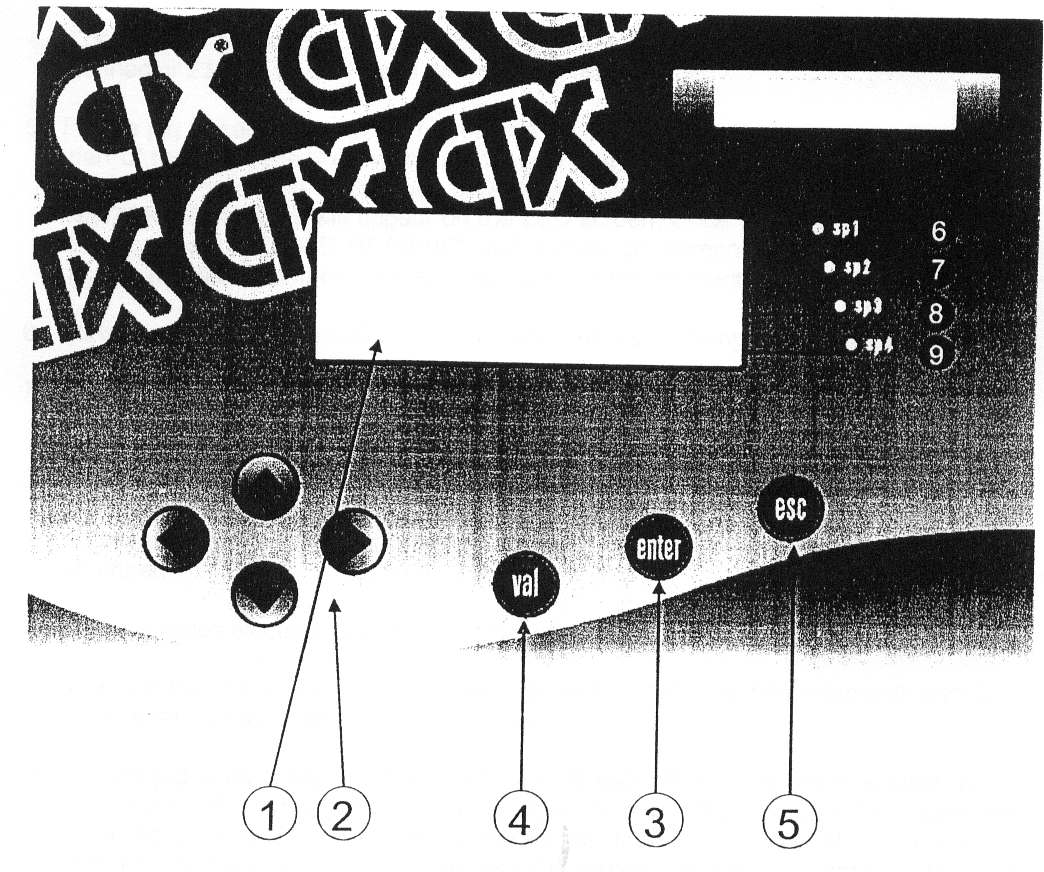 CTX®
CTX
CTX
CTX
CTX
CTX
sp1 6
sp2 7
sp3 8
sp4 9
esc
enter
val
1 2 4 3 5